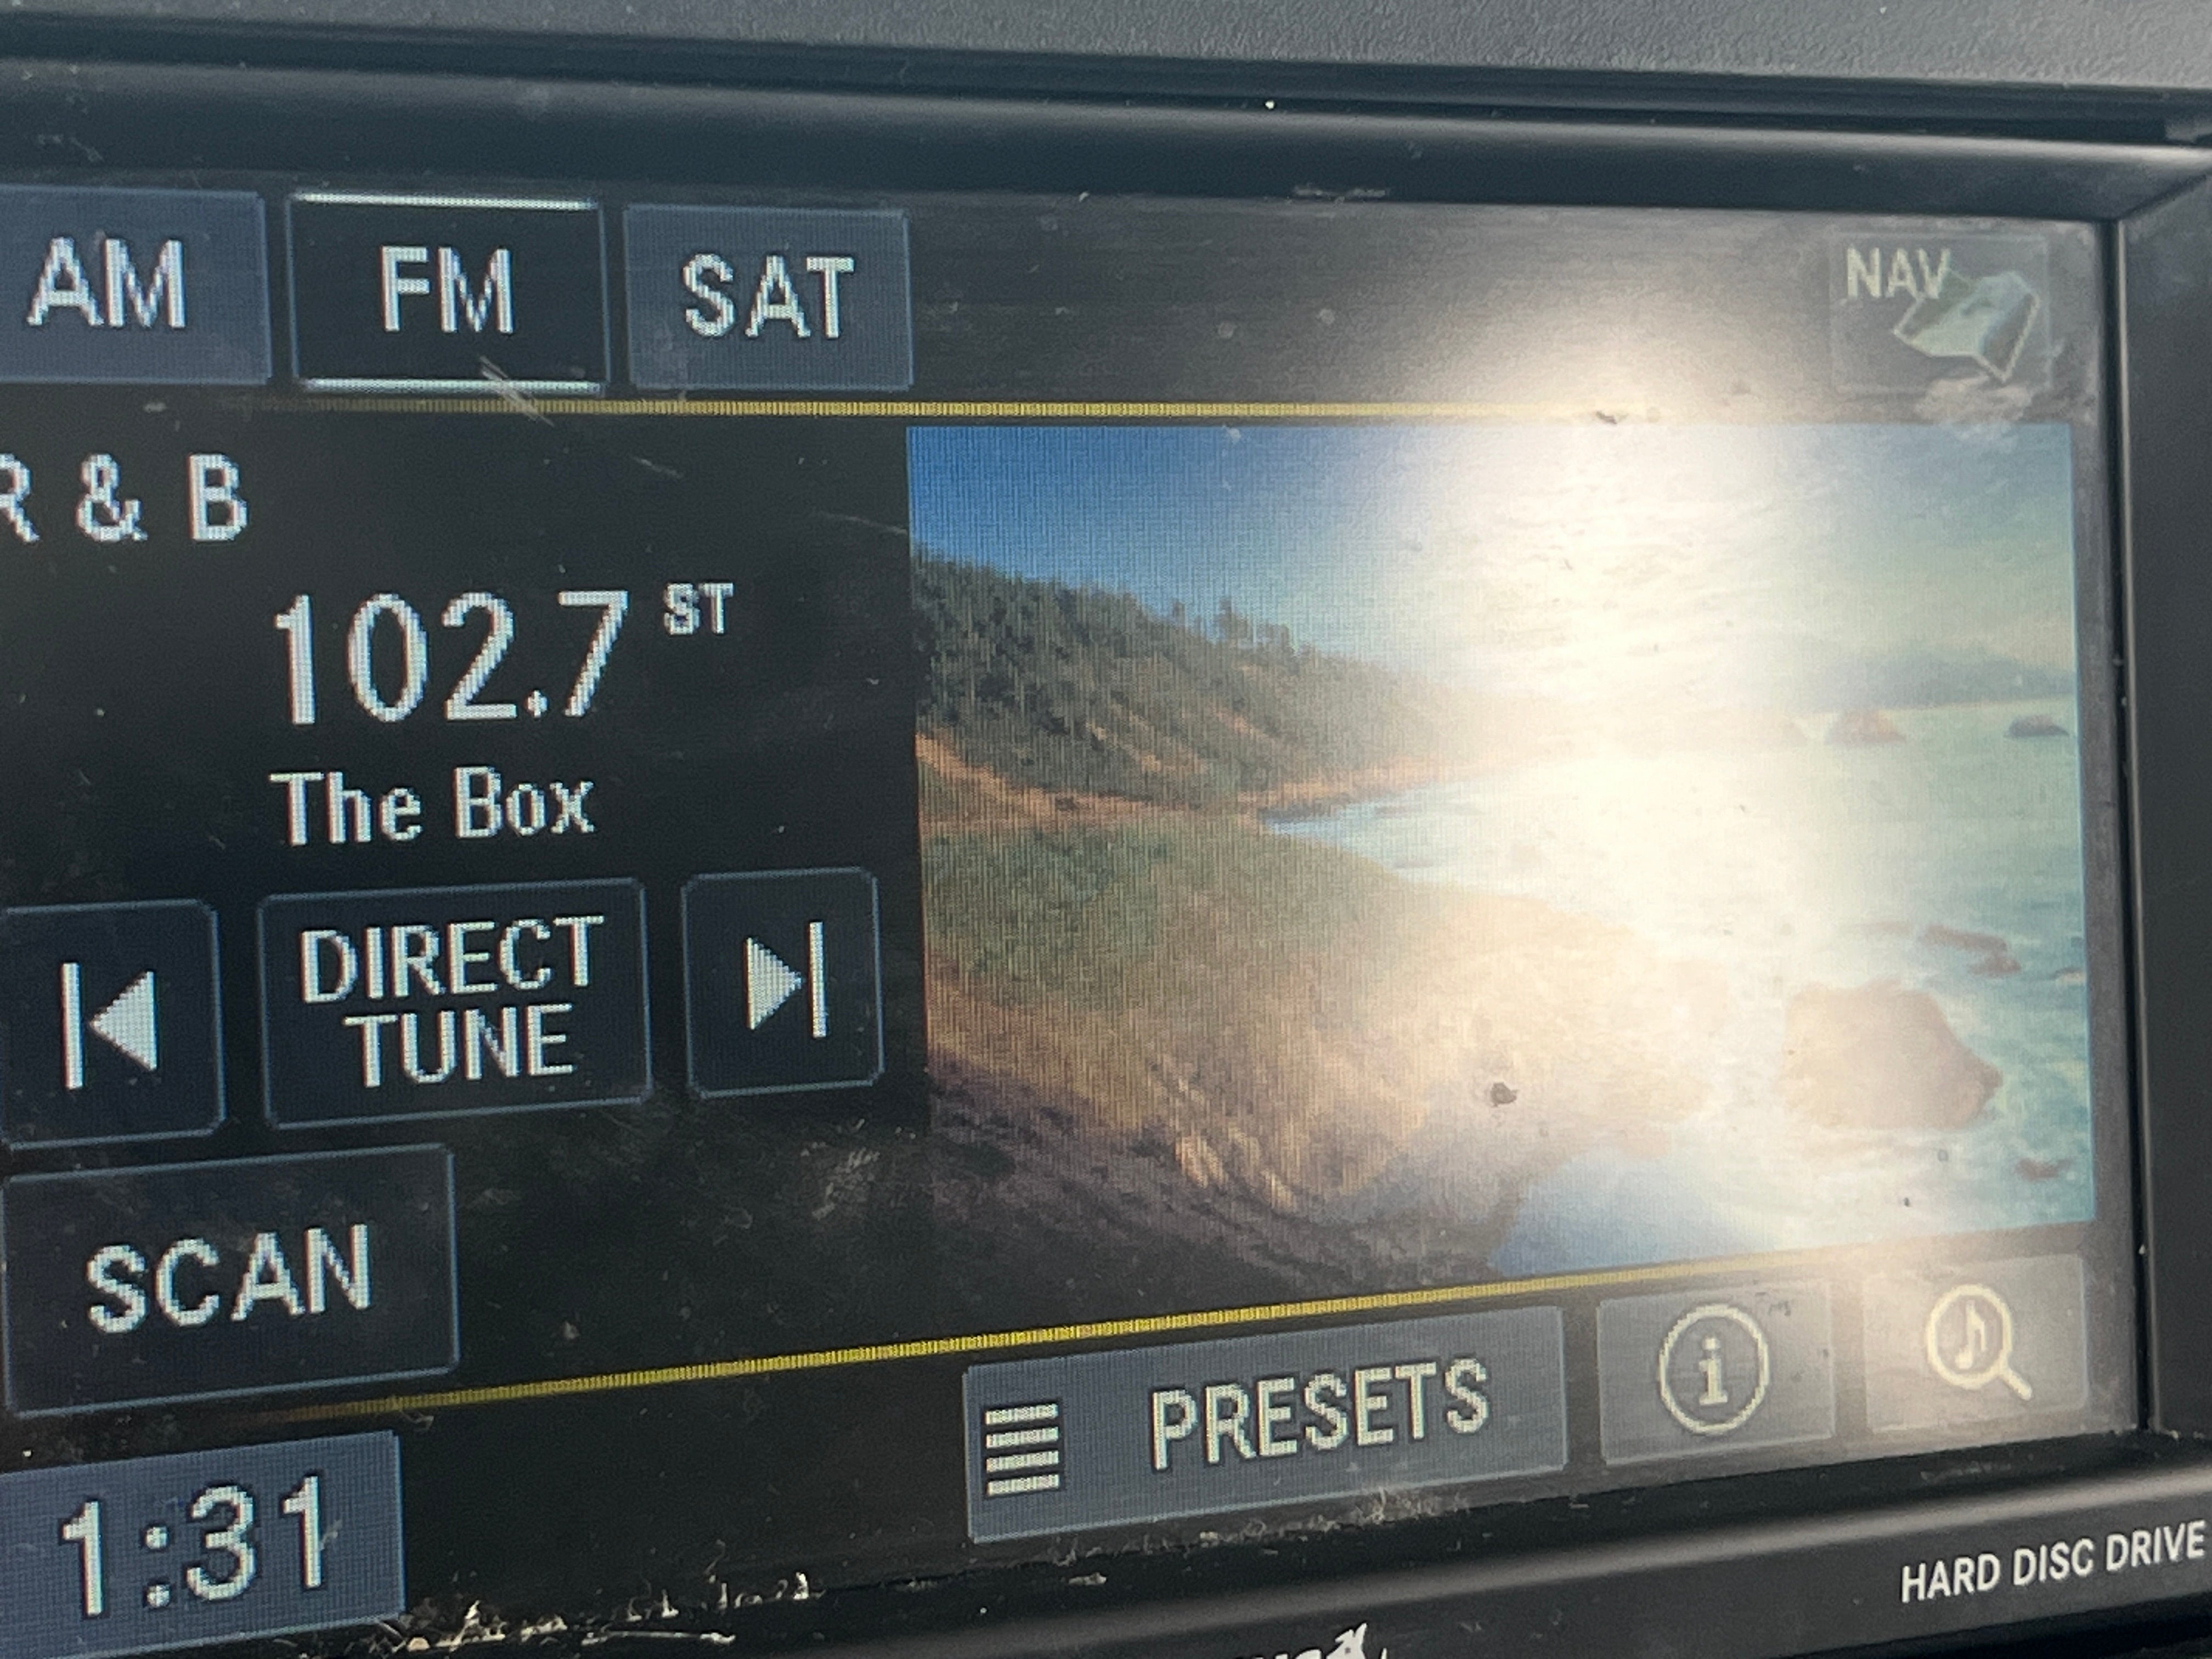 AM FM SAT NAV
R & B
102.7 ST
The Box
DIRECT
TUNE
SCAN
PRESETS
1:31
HARD DISC DRIVE